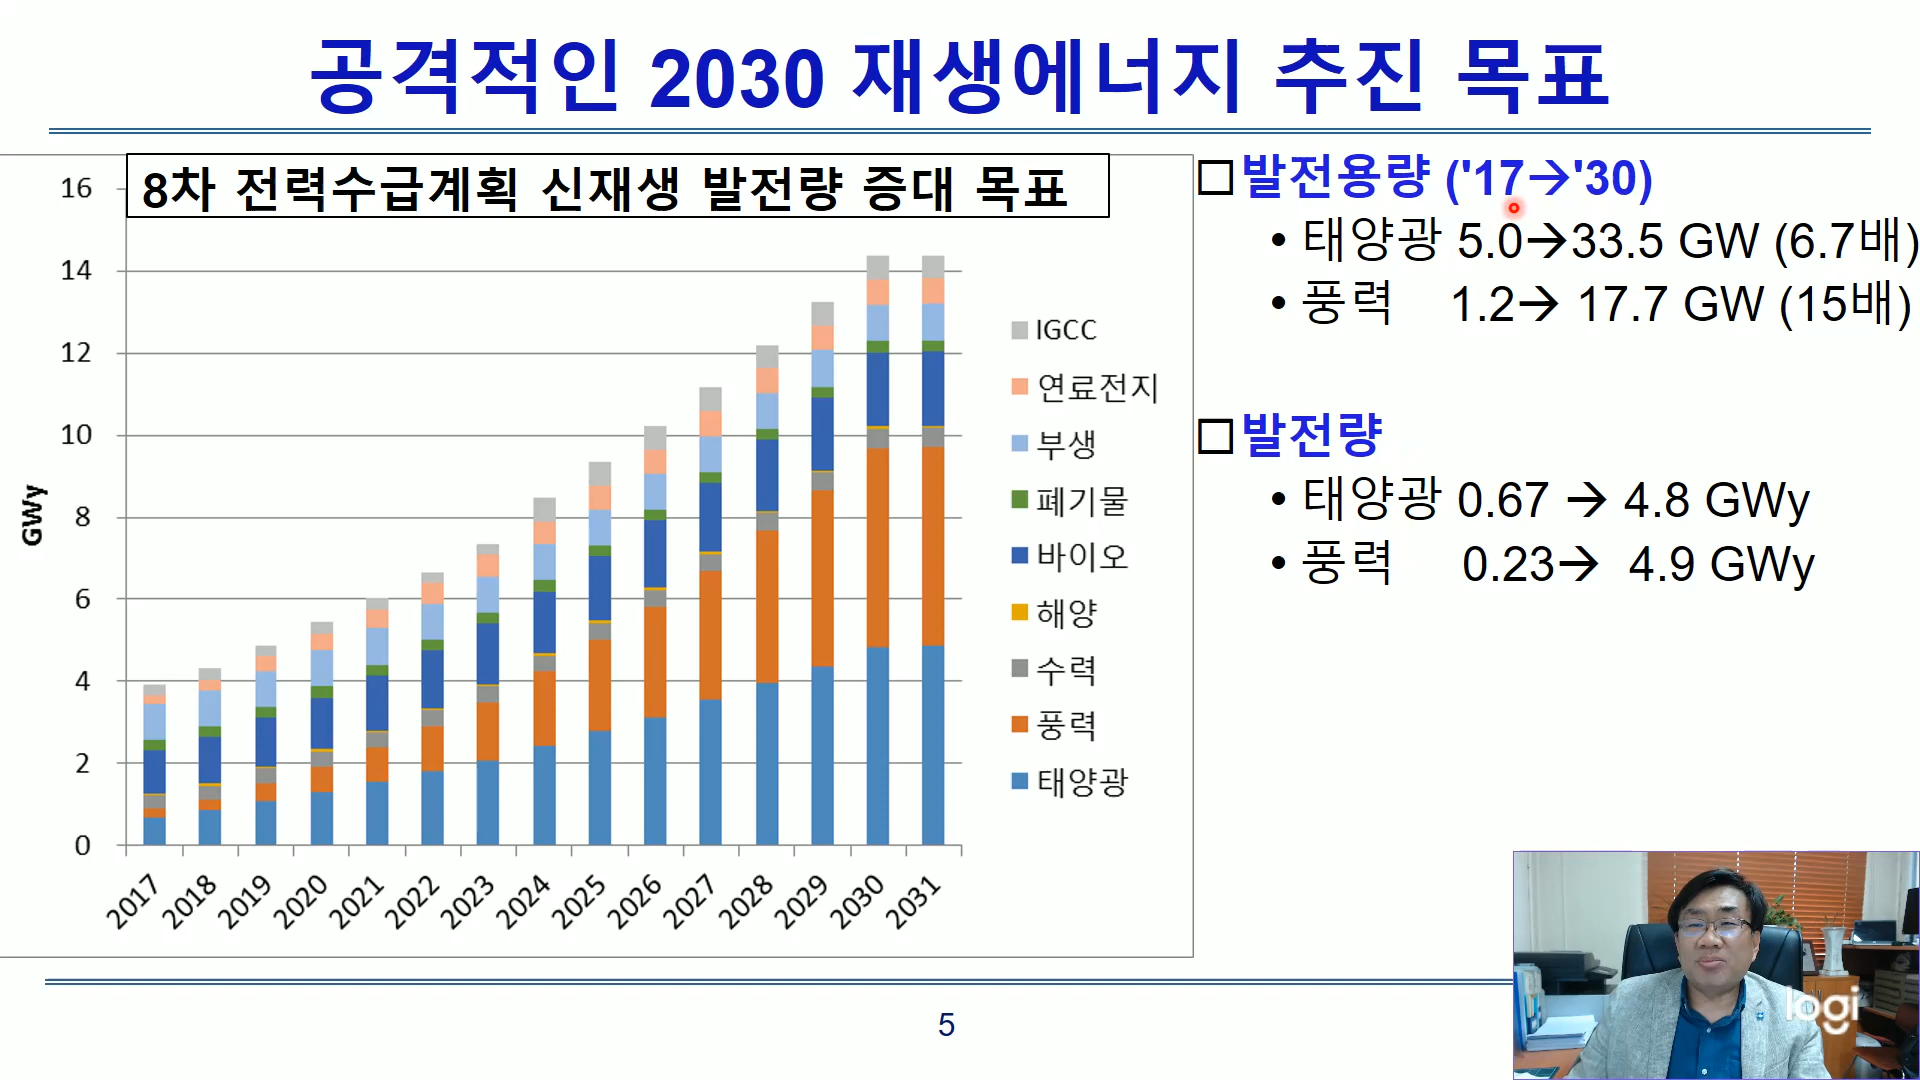 공격적인 2030 재생에너지 추진 목표
8차 전력수급계획 신재생 발전량 증대 목표
16
14
12
10
8
6
4
2
0
GWy
2017
2018
2019
2020
2021
2022
2023
2024
2025
2026
2027
2028
2029
2030
2031
IGCC
연료전지
부생
폐기물
바이오
해양
수력
풍력
태양광
□발전용량 ('17→'30)
• 태양광 5.0→33.5 GW (6.7배)
• 풍력 1.2→ 17.7 GW (15배)
□발전량
• 태양광 0.67 → 4.8 GWy
• 풍력 0.23→ 4.9 GWy
5
logi